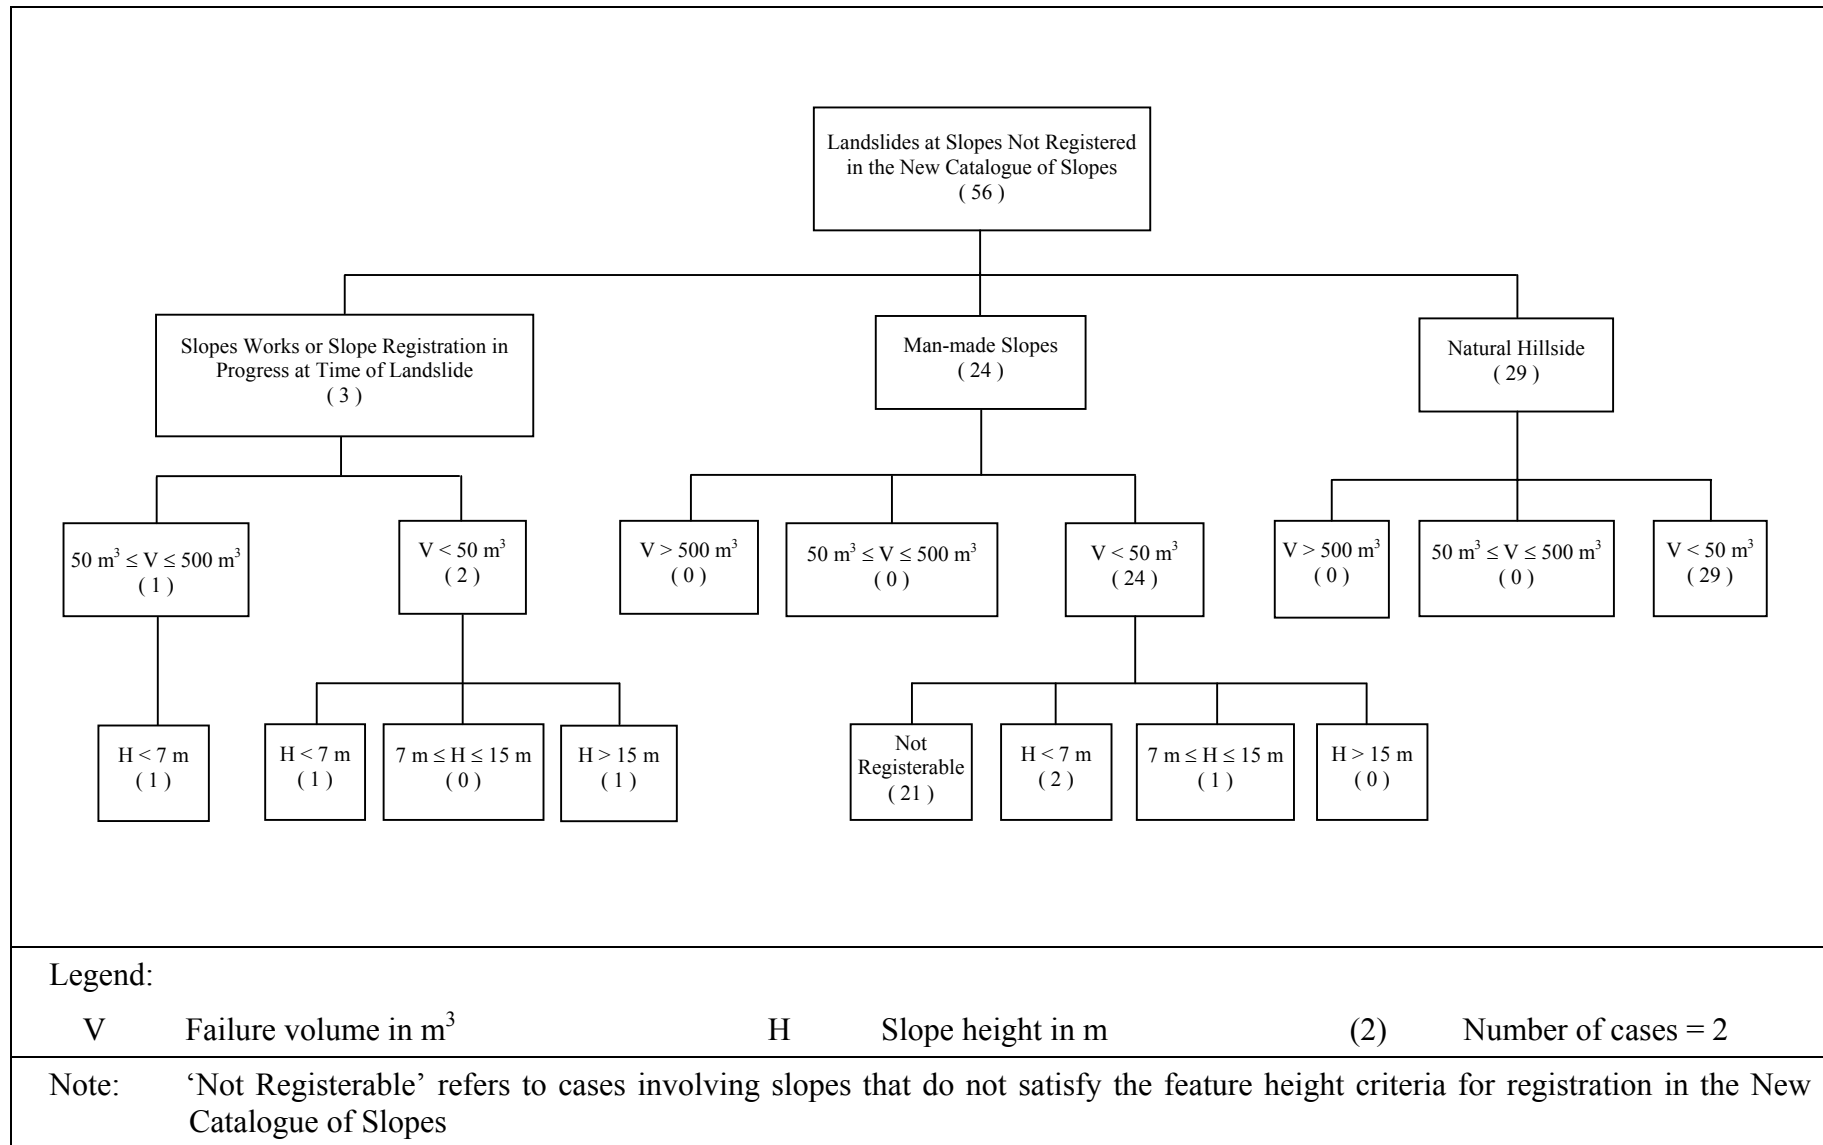 Landslides at Slopes Not Registered
in the New Catalogue of Slopes
( 56 )
Slopes Works or Slope Registration in
Progress at Time of Landslide
( 3 )
Man-made Slopes
( 24 )
Natural Hillside
( 29 )
50 m³ ≤ V ≤ 500 m³
( 1 )
V < 50 m³
( 2 )
V > 500 m³
( 0 )
50 m³ ≤ V ≤ 500 m³
( 0 )
V < 50 m³
( 24 )
V > 500 m³
( 0 )
50 m³ ≤ V ≤ 500 m³
( 0 )
V < 50 m³
( 29 )
H < 7 m
( 1 )
H < 7 m
( 1 )
7 m ≤ H ≤ 15 m
( 0 )
H > 15 m
( 1 )
Not
Registerable
( 21 )
H < 7 m
( 2 )
7 m ≤ H ≤ 15 m
( 1 )
H > 15 m
( 0 )
Legend:
V Failure volume in m³ H Slope height in m (2) Number of cases = 2
Note: ‘Not Registerable’ refers to cases involving slopes that do not satisfy the feature height criteria for registration in the New
Catalogue of Slopes